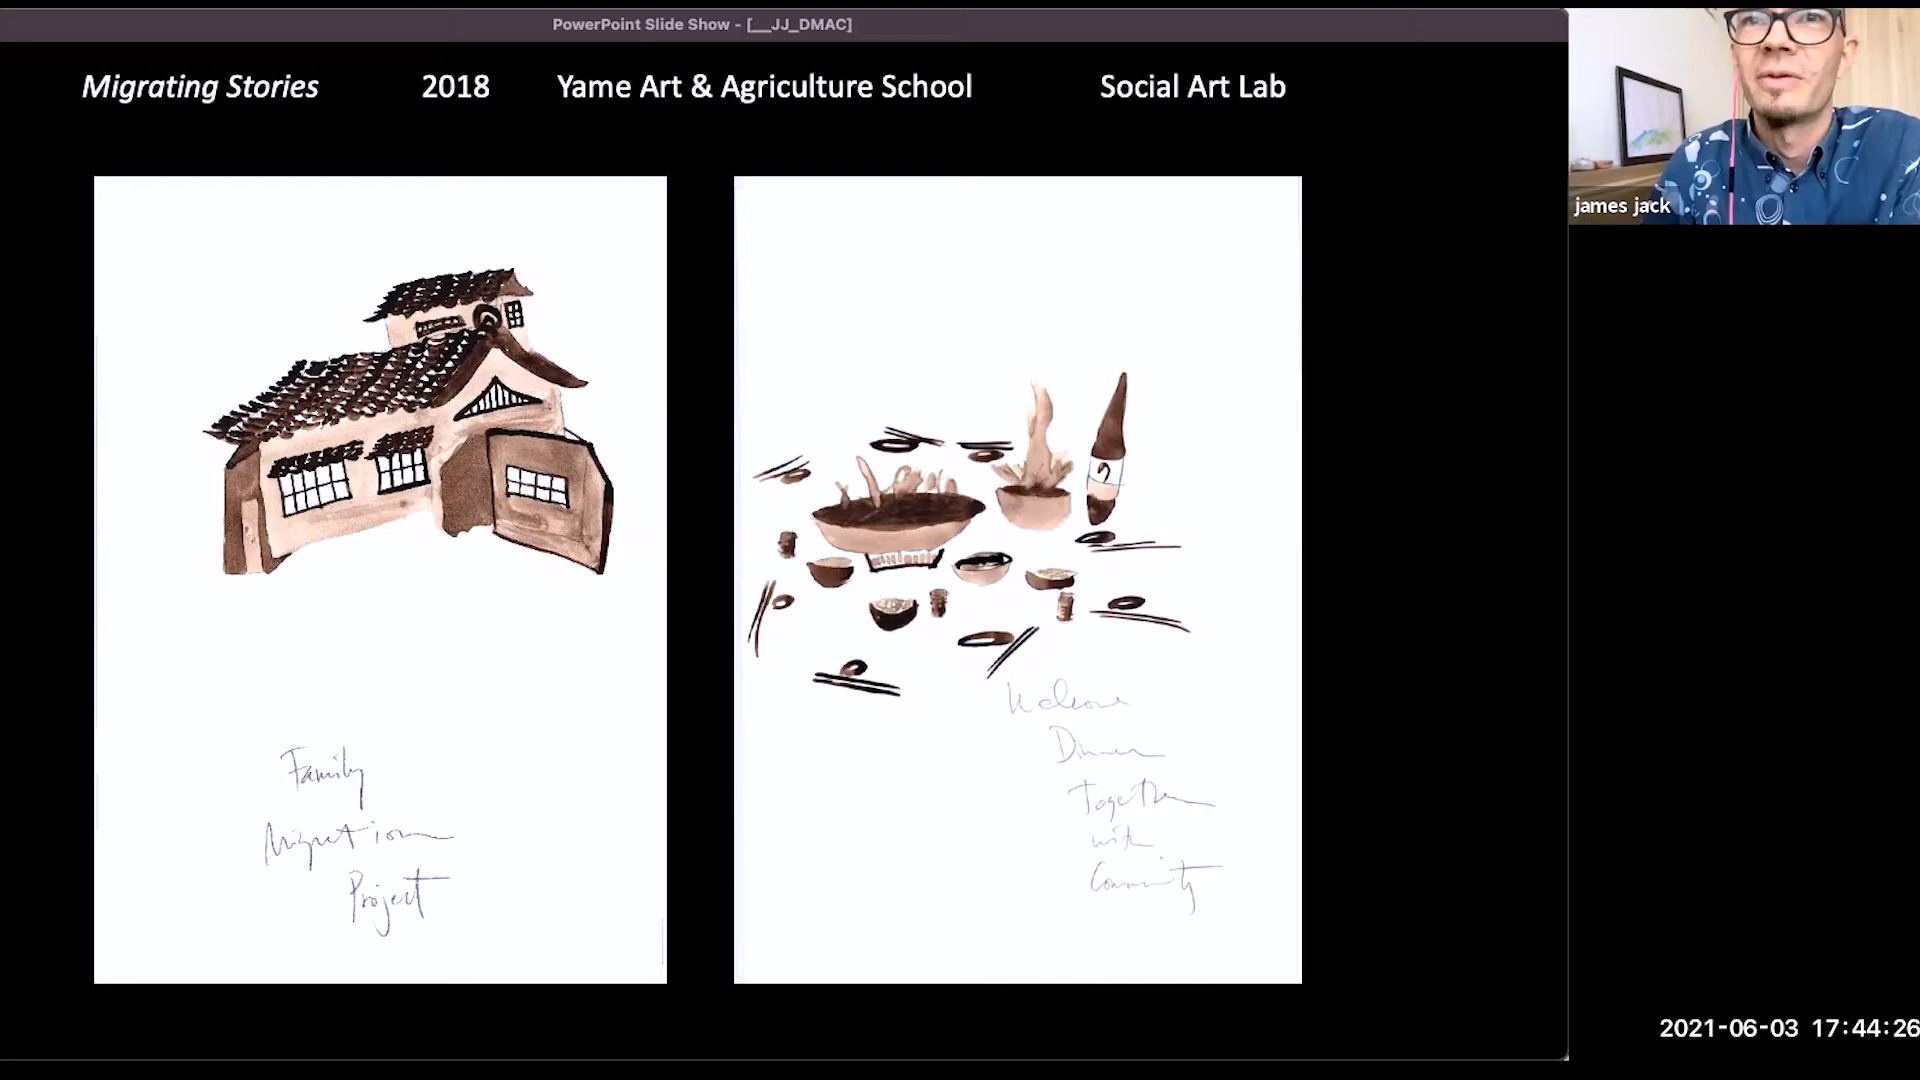 PowerPoint Slide Show - [__JJ_DMAC]
Migrating Stories 2018 Yame Art & Agriculture School Social Art Lab
james jack
Family
Migration
Project
Welcome
Dinner
Together
with
Community
2021-06-03 17:44:26